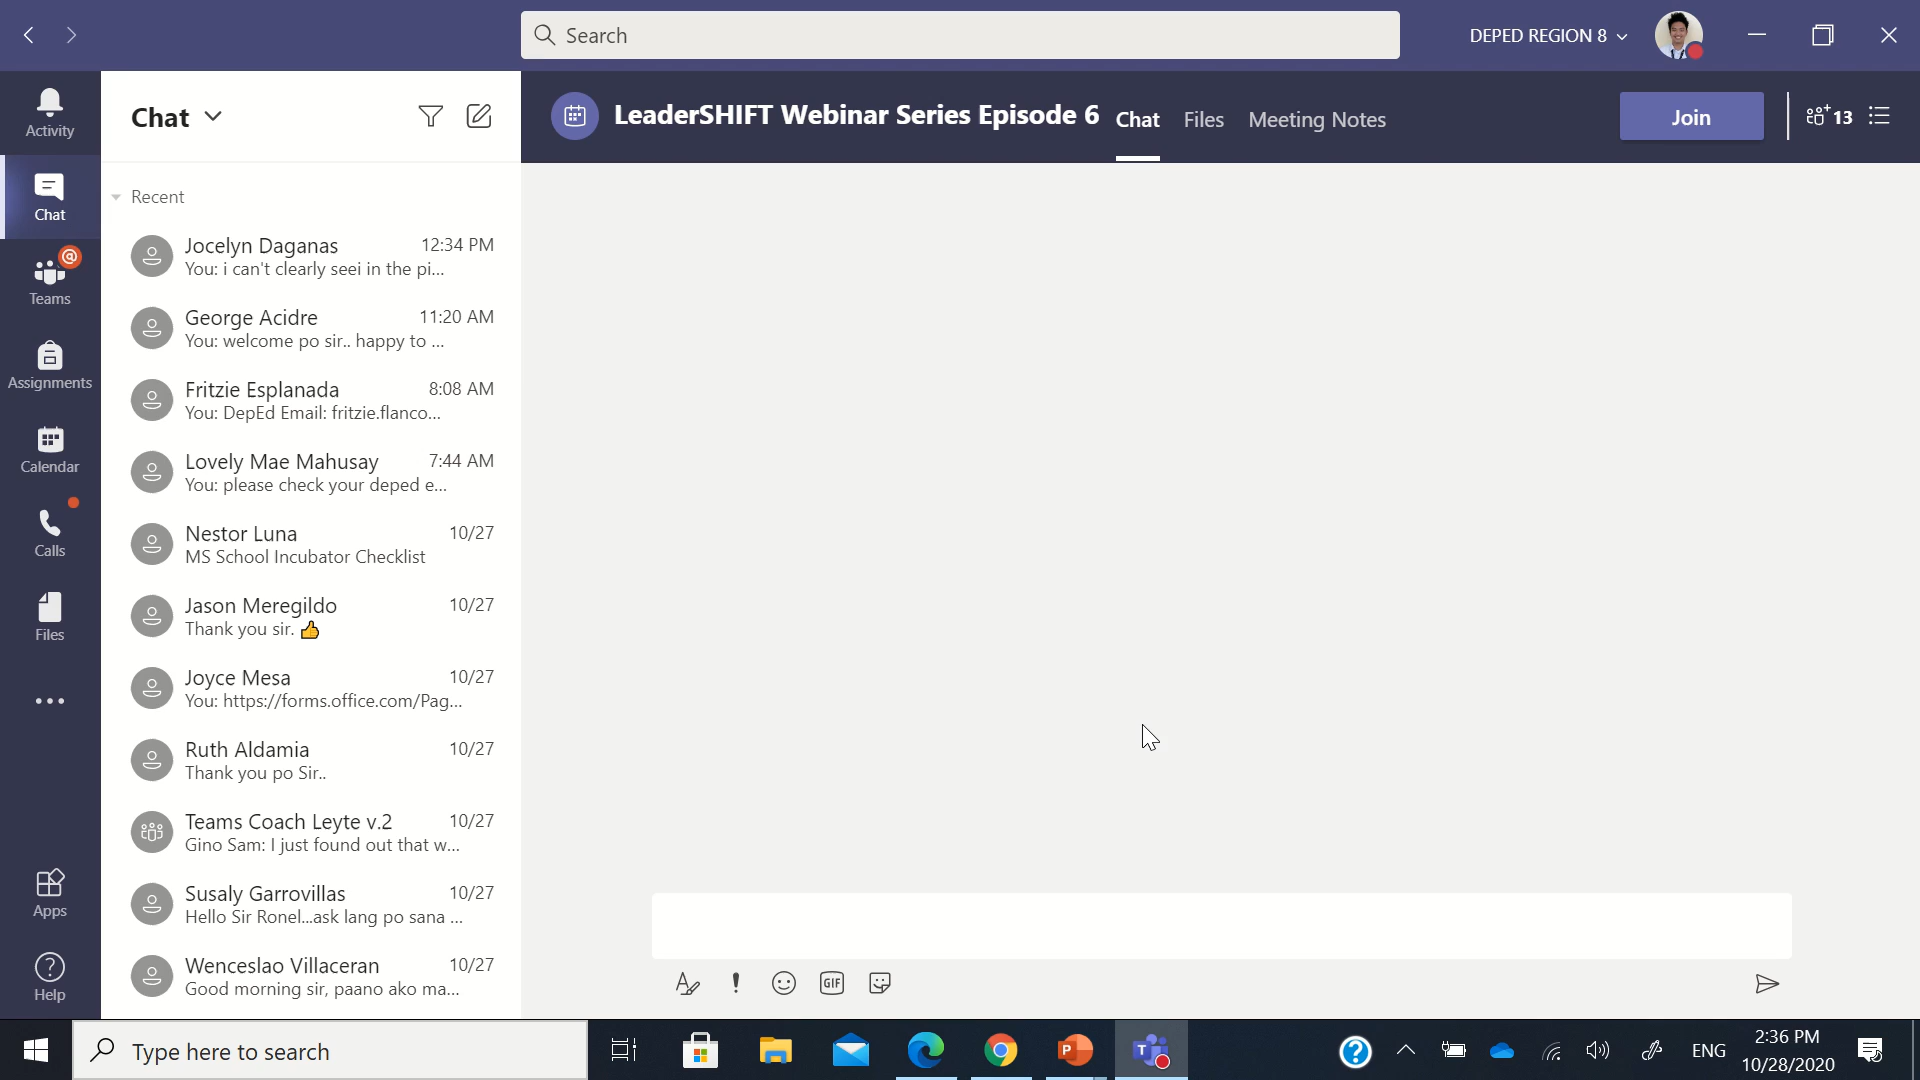 Search
DEPED REGION 8
Activity
Chat
@
Teams
Assignments
Calendar
Calls
Files
Apps
Help
Chat
Recent
Jocelyn Daganas 12:34 PM
You: i can't clearly seei in the pi...
George Acidre 11:20 AM
You: welcome po sir.. happy to ...
Fritzie Esplanada 8:08 AM
You: DepEd Email: fritzie.flanco...
Lovely Mae Mahusay 7:44 AM
You: please check your deped e...
Nestor Luna 10/27
MS School Incubator Checklist
Jason Meregildo 10/27
Thank you sir. 👍
Joyce Mesa 10/27
You: https://forms.office.com/Pag...
Ruth Aldamia 10/27
Thank you po Sir..
Teams Coach Leyte v.2 10/27
Gino Sam: I just found out that w...
Susaly Garrovillas 10/27
Hello Sir Ronel...ask lang po sana ...
Wenceslao Villaceran 10/27
Good morning sir, paano ako ma...
LeaderSHIFT Webinar Series Episode 6 Chat Files Meeting Notes Join 13
GIF
Type here to search
P
T
?
ENG
2:36 PM
10/28/2020